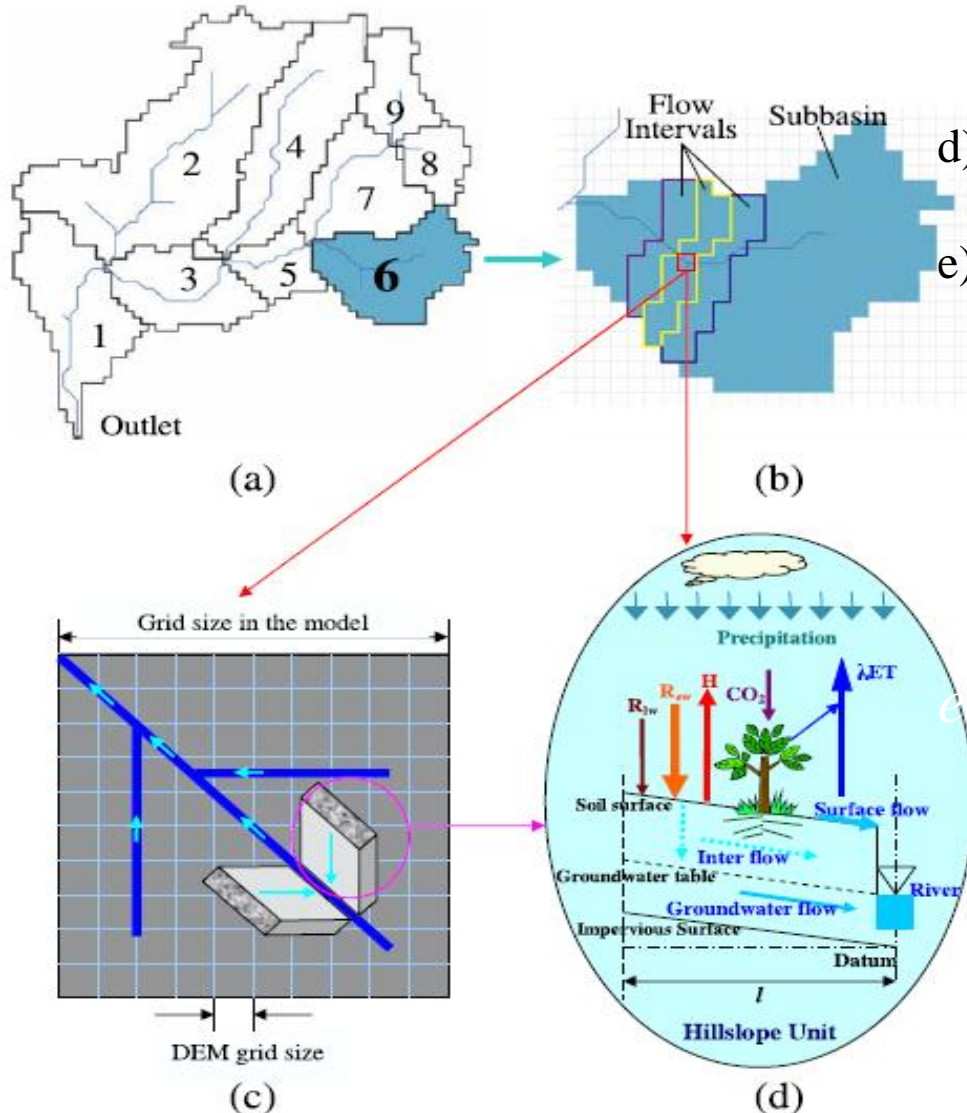 2
4
9
8
7
3
5
6
1
Outlet
(a)
Flow
Intervals
Subbasin
d)
e)
(b)
Grid size in the model
DEM grid size
(c)
Precipitation
R_lw
R_sw
H
CO₂
λET
e
Soil surface
Surface flow
Inter flow
Groundwater table
River
Groundwater flow
Impervious Surface
Datum
l
Hillslope Unit
(d)